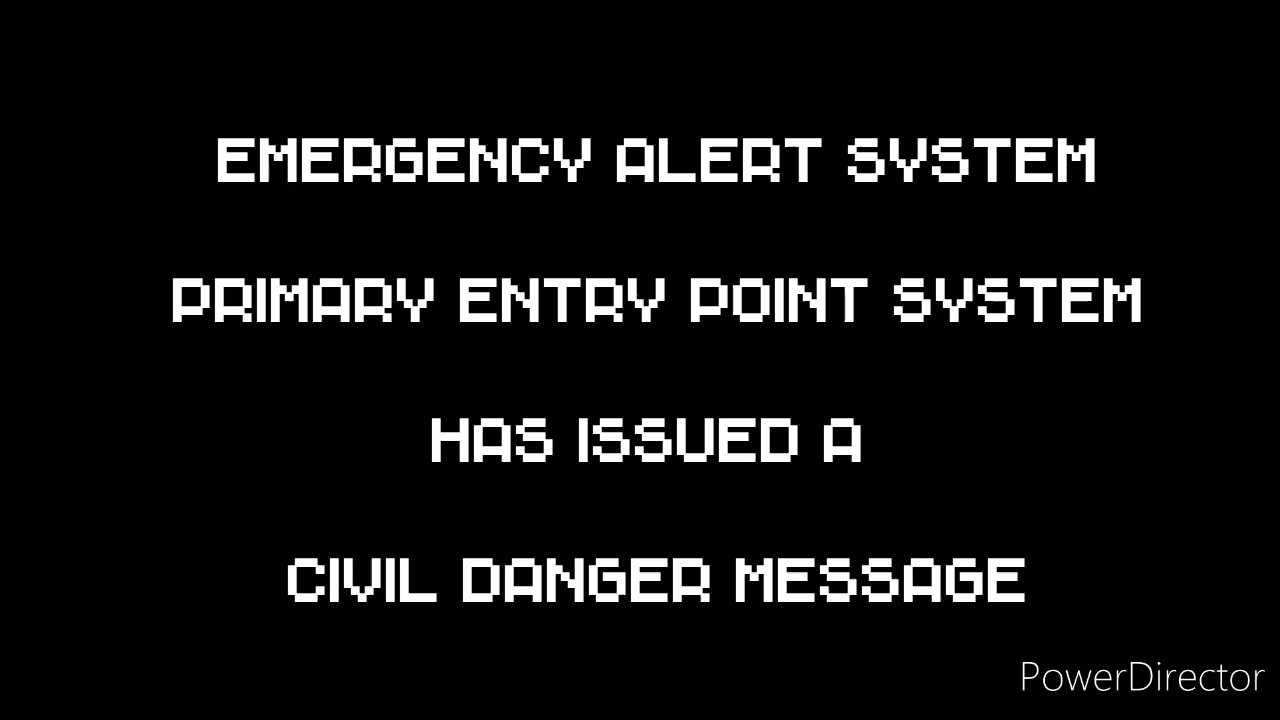 EMERGENCY ALERT SYSTEM
PRIMARY ENTRY POINT SYSTEM
HAS ISSUED A
CIVIL DANGER MESSAGE
PowerDirector